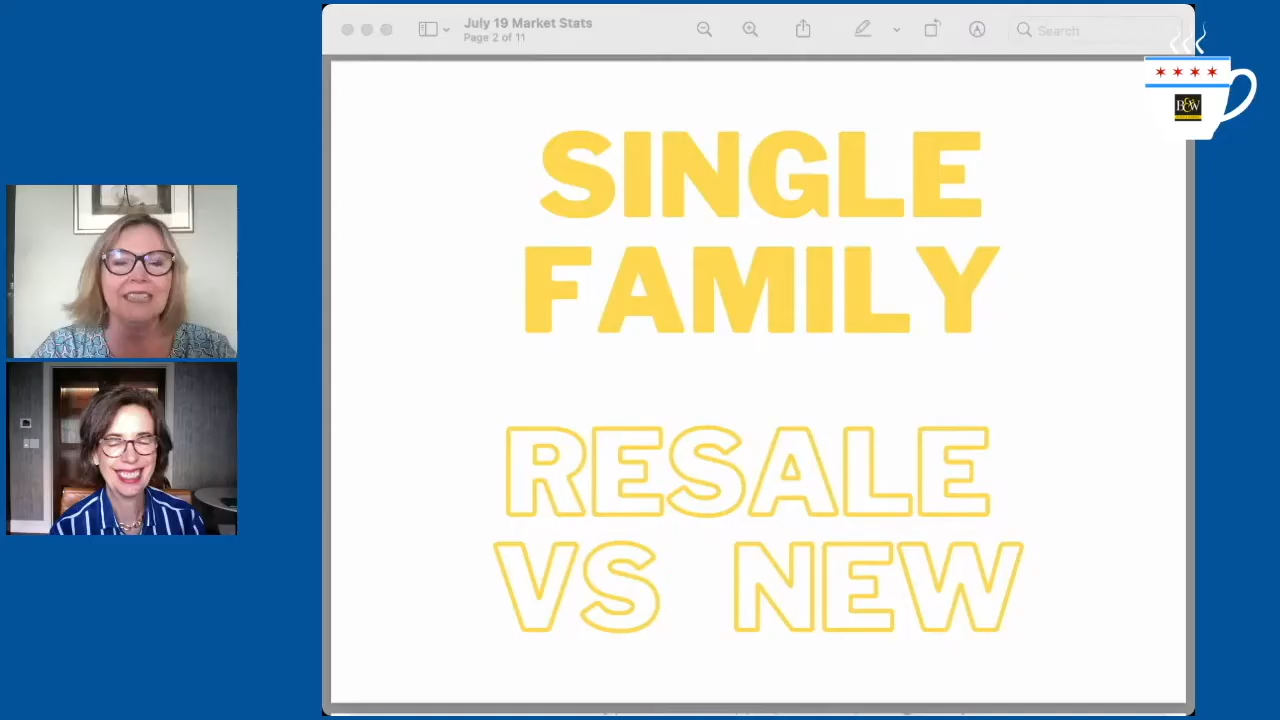 July 19 Market Stats
Page 2 of 11
Search
B&W
SINGLE
FAMILY
RESALE
VS NEW